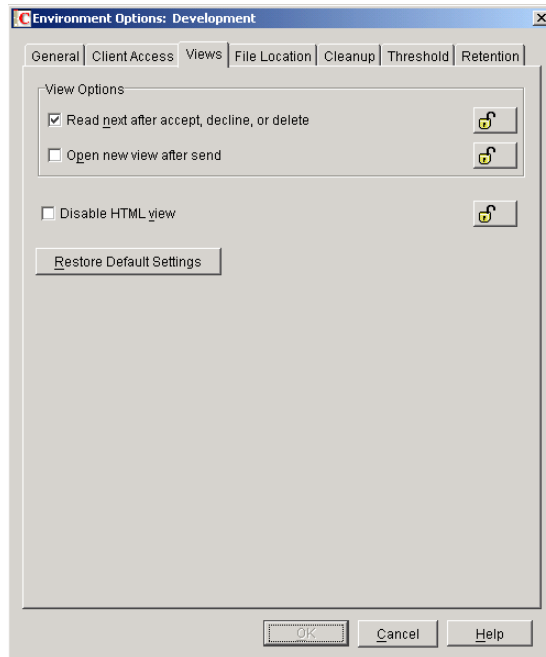 Environment Options: Development
General Client Access Views File Location Cleanup Threshold Retention
View Options
Read next after accept, decline, or delete
Open new view after send
Disable HTML view
Restore Default Settings
OK Cancel Help